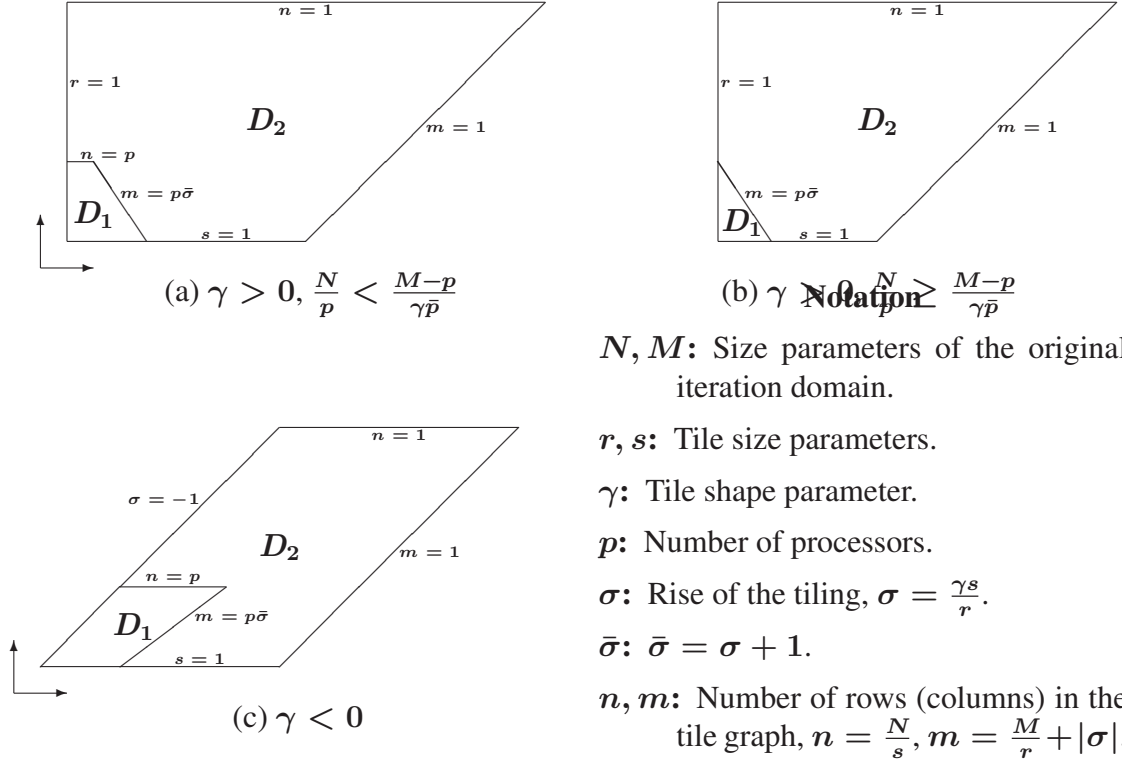 n = 1
r = 1
D₂
m = 1
n = p
m = pσ̄
D₁
s = 1
(a) γ > 0, N/p < (M−p)/(γp̄)
n = 1
r = 1
D₂
m = 1
m = pσ̄
D₁
s = 1
(b) γ > 0, N/p ≥ (M−p)/(γp̄)
n = 1
σ = −1
D₂
m = 1
n = p
D₁
m = pσ̄
s = 1
(c) γ < 0
Notation
N, M: Size parameters of the original
iteration domain.
r, s: Tile size parameters.
γ: Tile shape parameter.
p: Number of processors.
σ: Rise of the tiling, σ = γs/r.
σ̄: σ̄ = σ + 1.
n, m: Number of rows (columns) in the
tile graph, n = N/s, m = M/r + |σ|.